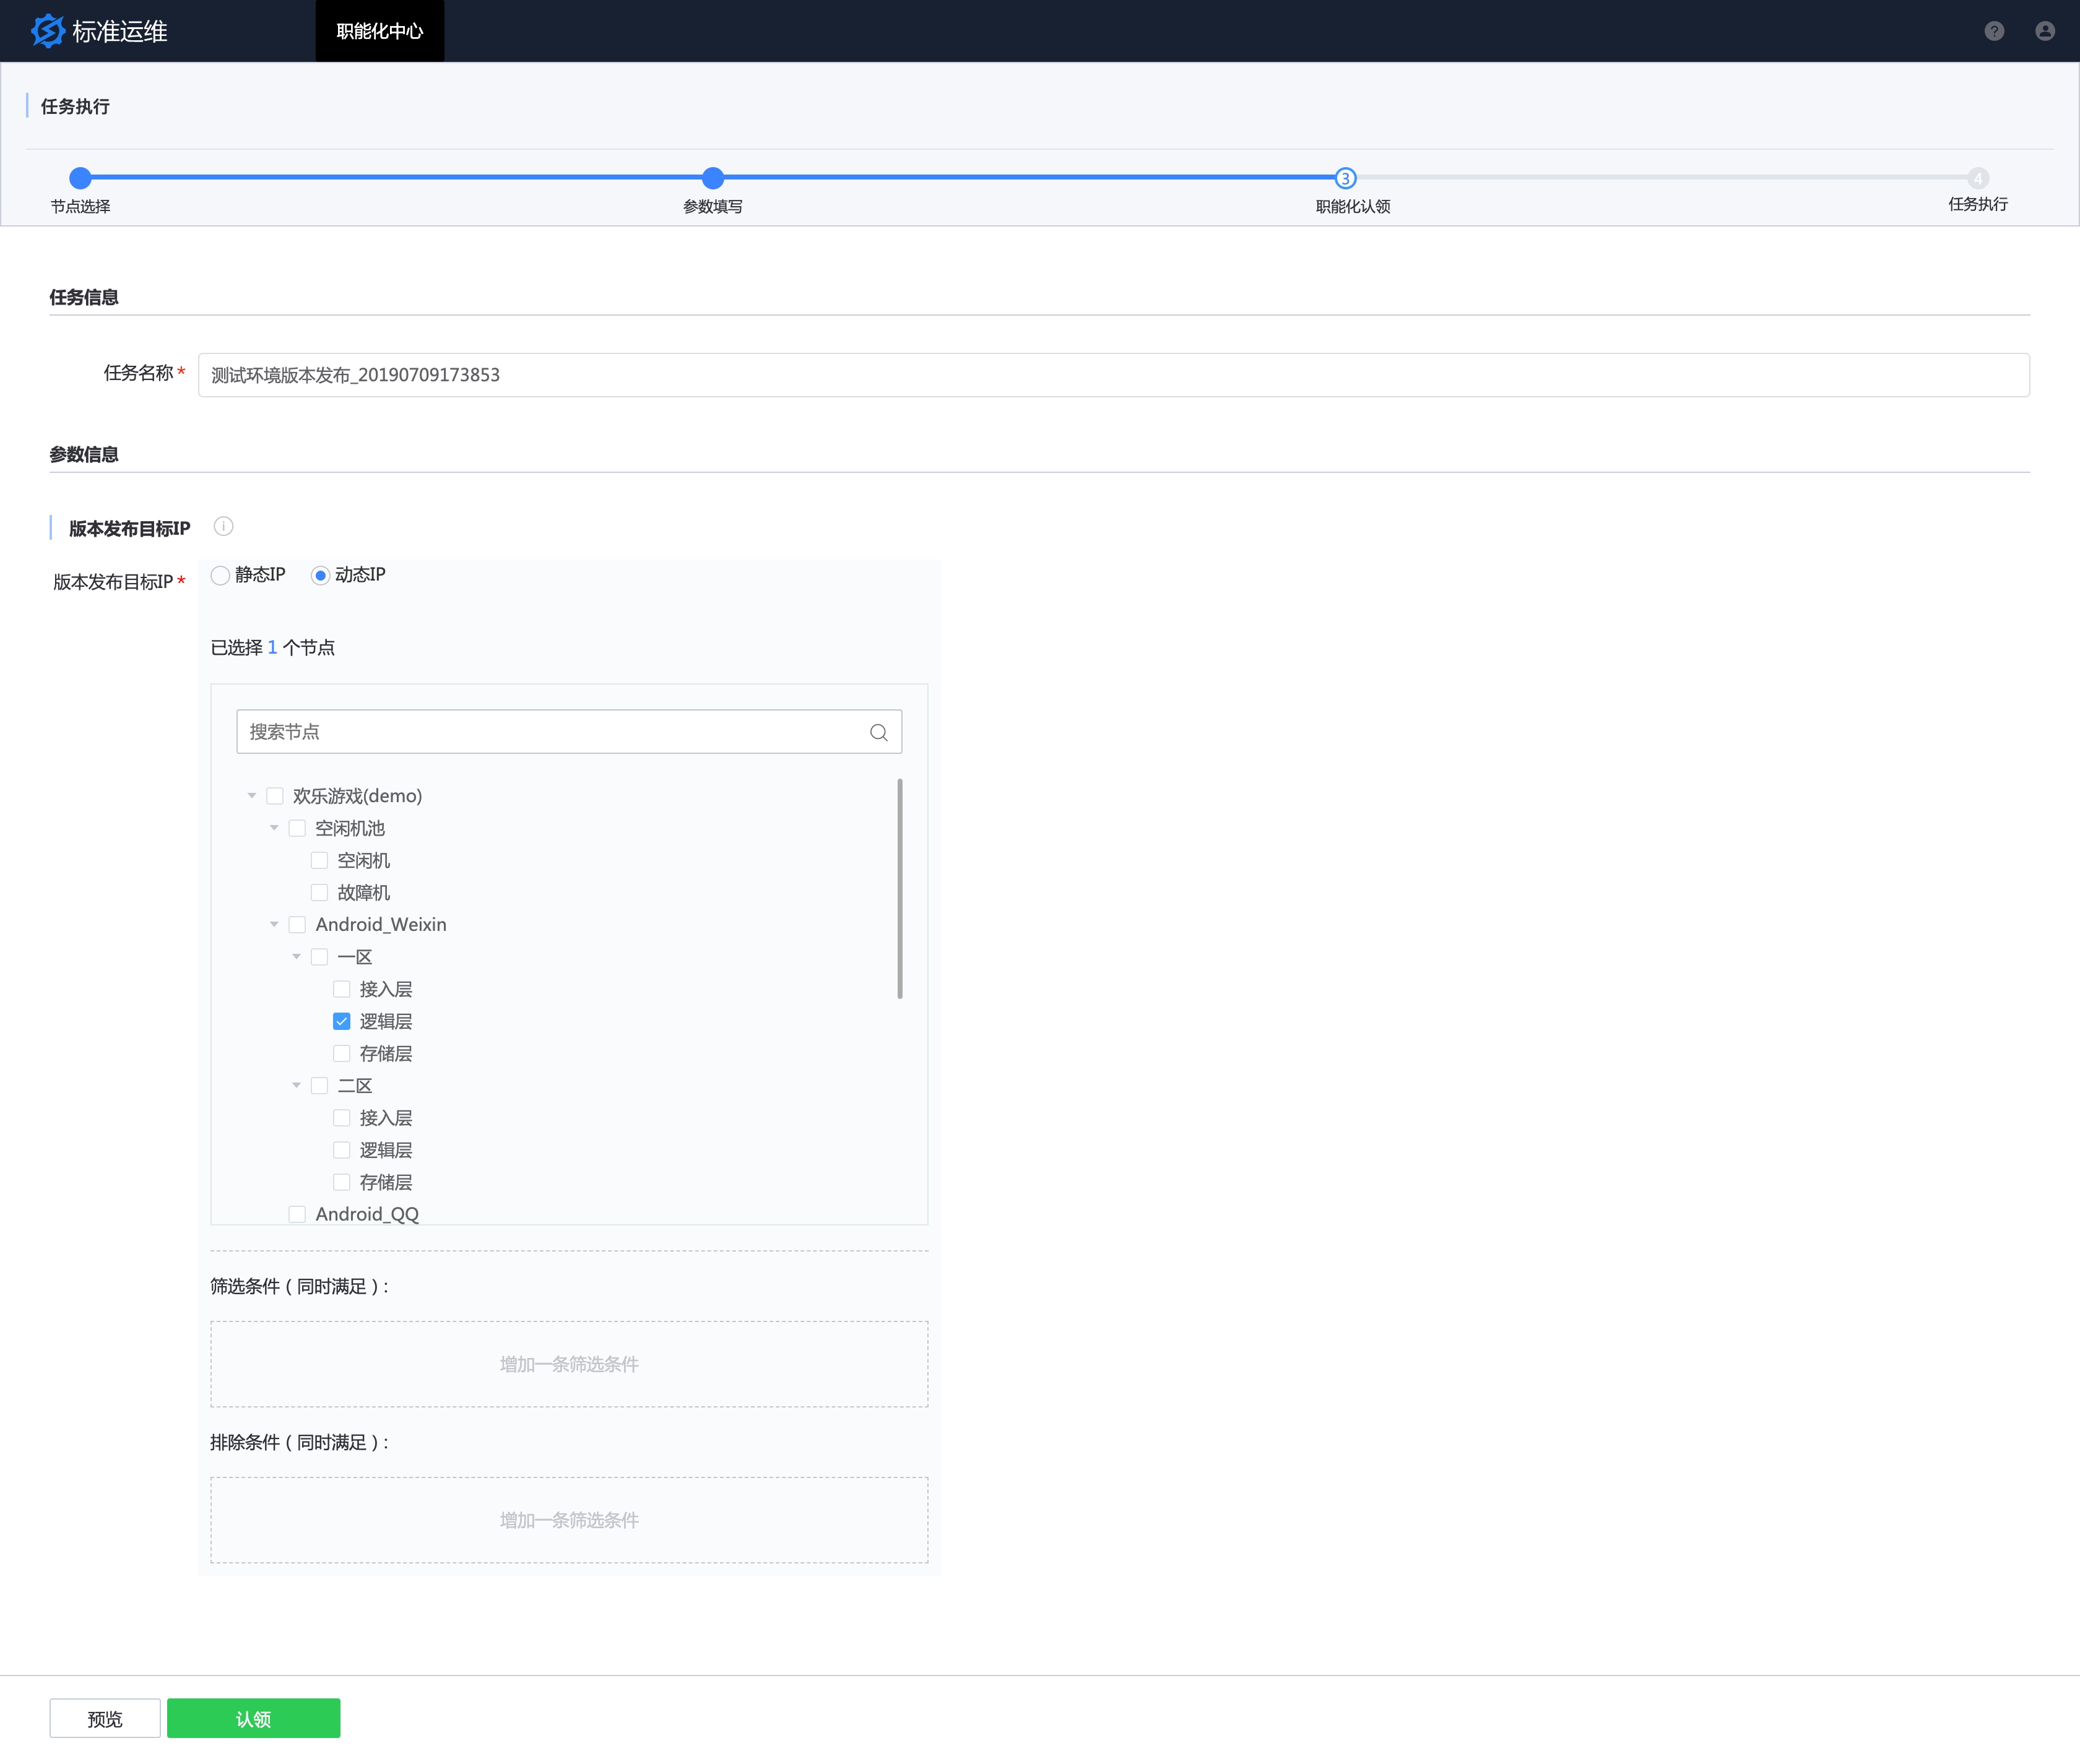 标准运维
职能化中心
?
任务执行
3
4
节点选择
参数填写
职能化认领
任务执行
任务信息
任务名称*
测试环境版本发布_20190709173853
参数信息
版本发布目标IP
版本发布目标IP*
静态IP
动态IP
已选择 1 个节点
搜索节点
欢乐游戏(demo)
空闲机池
空闲机
故障机
Android_Weixin
一区
接入层
逻辑层
存储层
二区
接入层
逻辑层
存储层
Android_QQ
筛选条件 ( 同时满足 ) :
增加一条筛选条件
排除条件 ( 同时满足 ) :
增加一条筛选条件
预览
认领